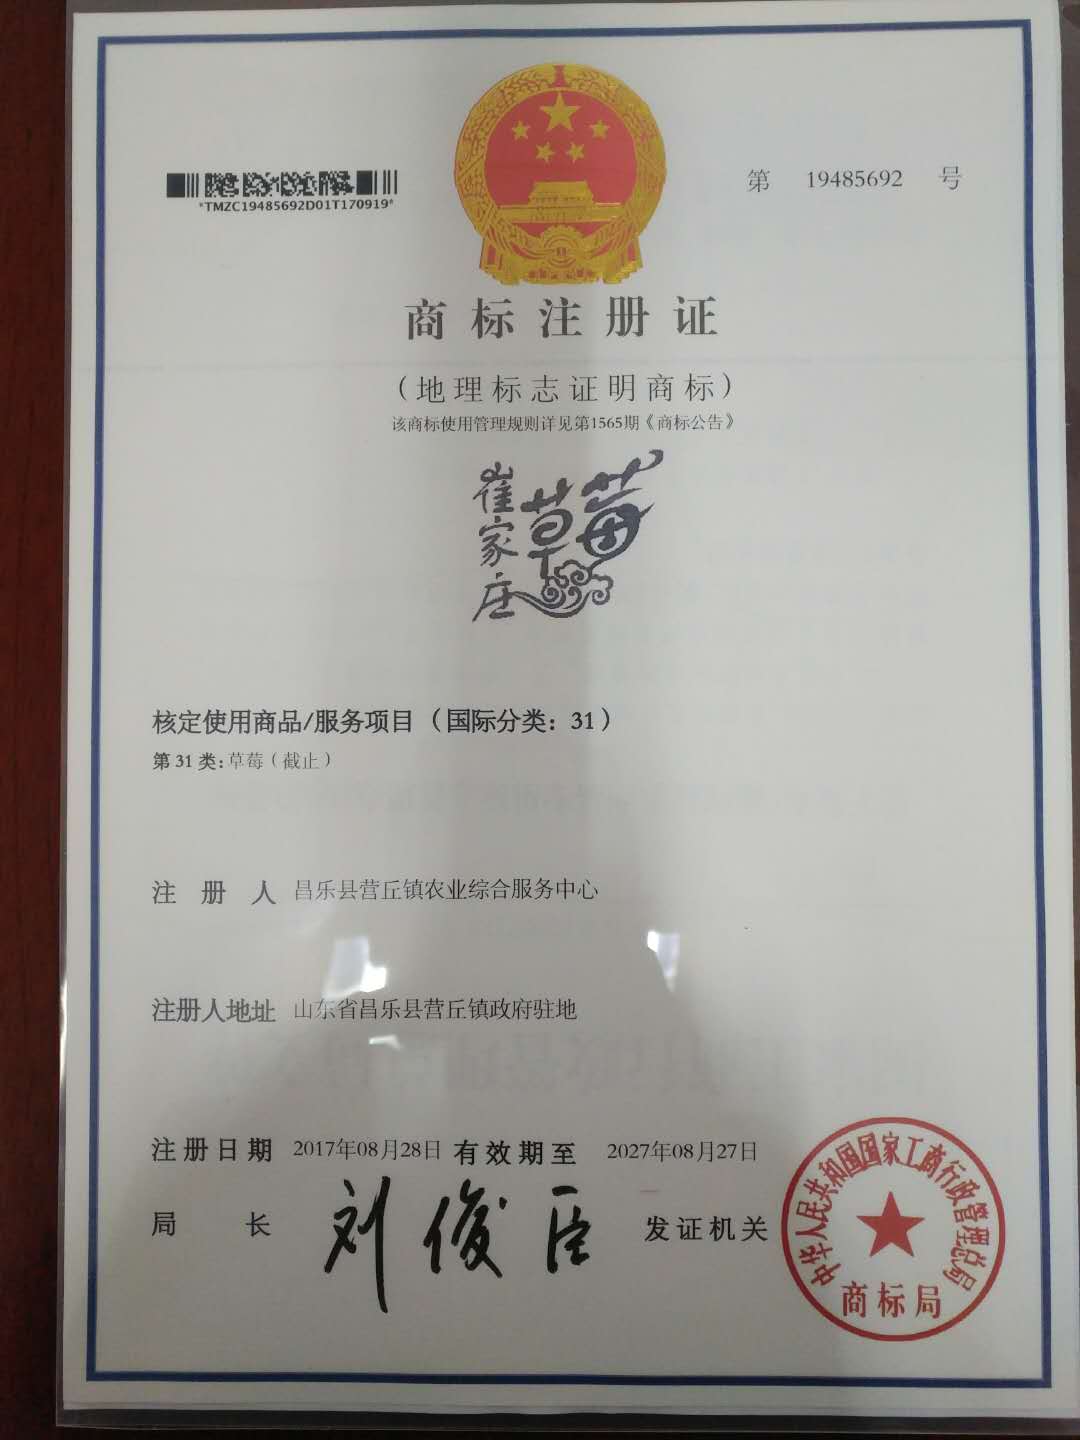 *TMZC19485692D01T170919*
第 19485692 号
商标注册证
（地理标志证明商标）
该商标使用管理规则详见第1565期《商标公告》
崔家庄
草莓
核定使用商品/服务项目（国际分类：31）
第 31 类：草莓（截止）
注册人 昌乐县营丘镇农业综合服务中心
注册人地址 山东省昌乐县营丘镇政府驻地
注册日期 2017年08月28日 有效期至 2027年08月27日
局长 刘俊臣 发证机关
中华人民共和国国家工商行政管理总局
商标局